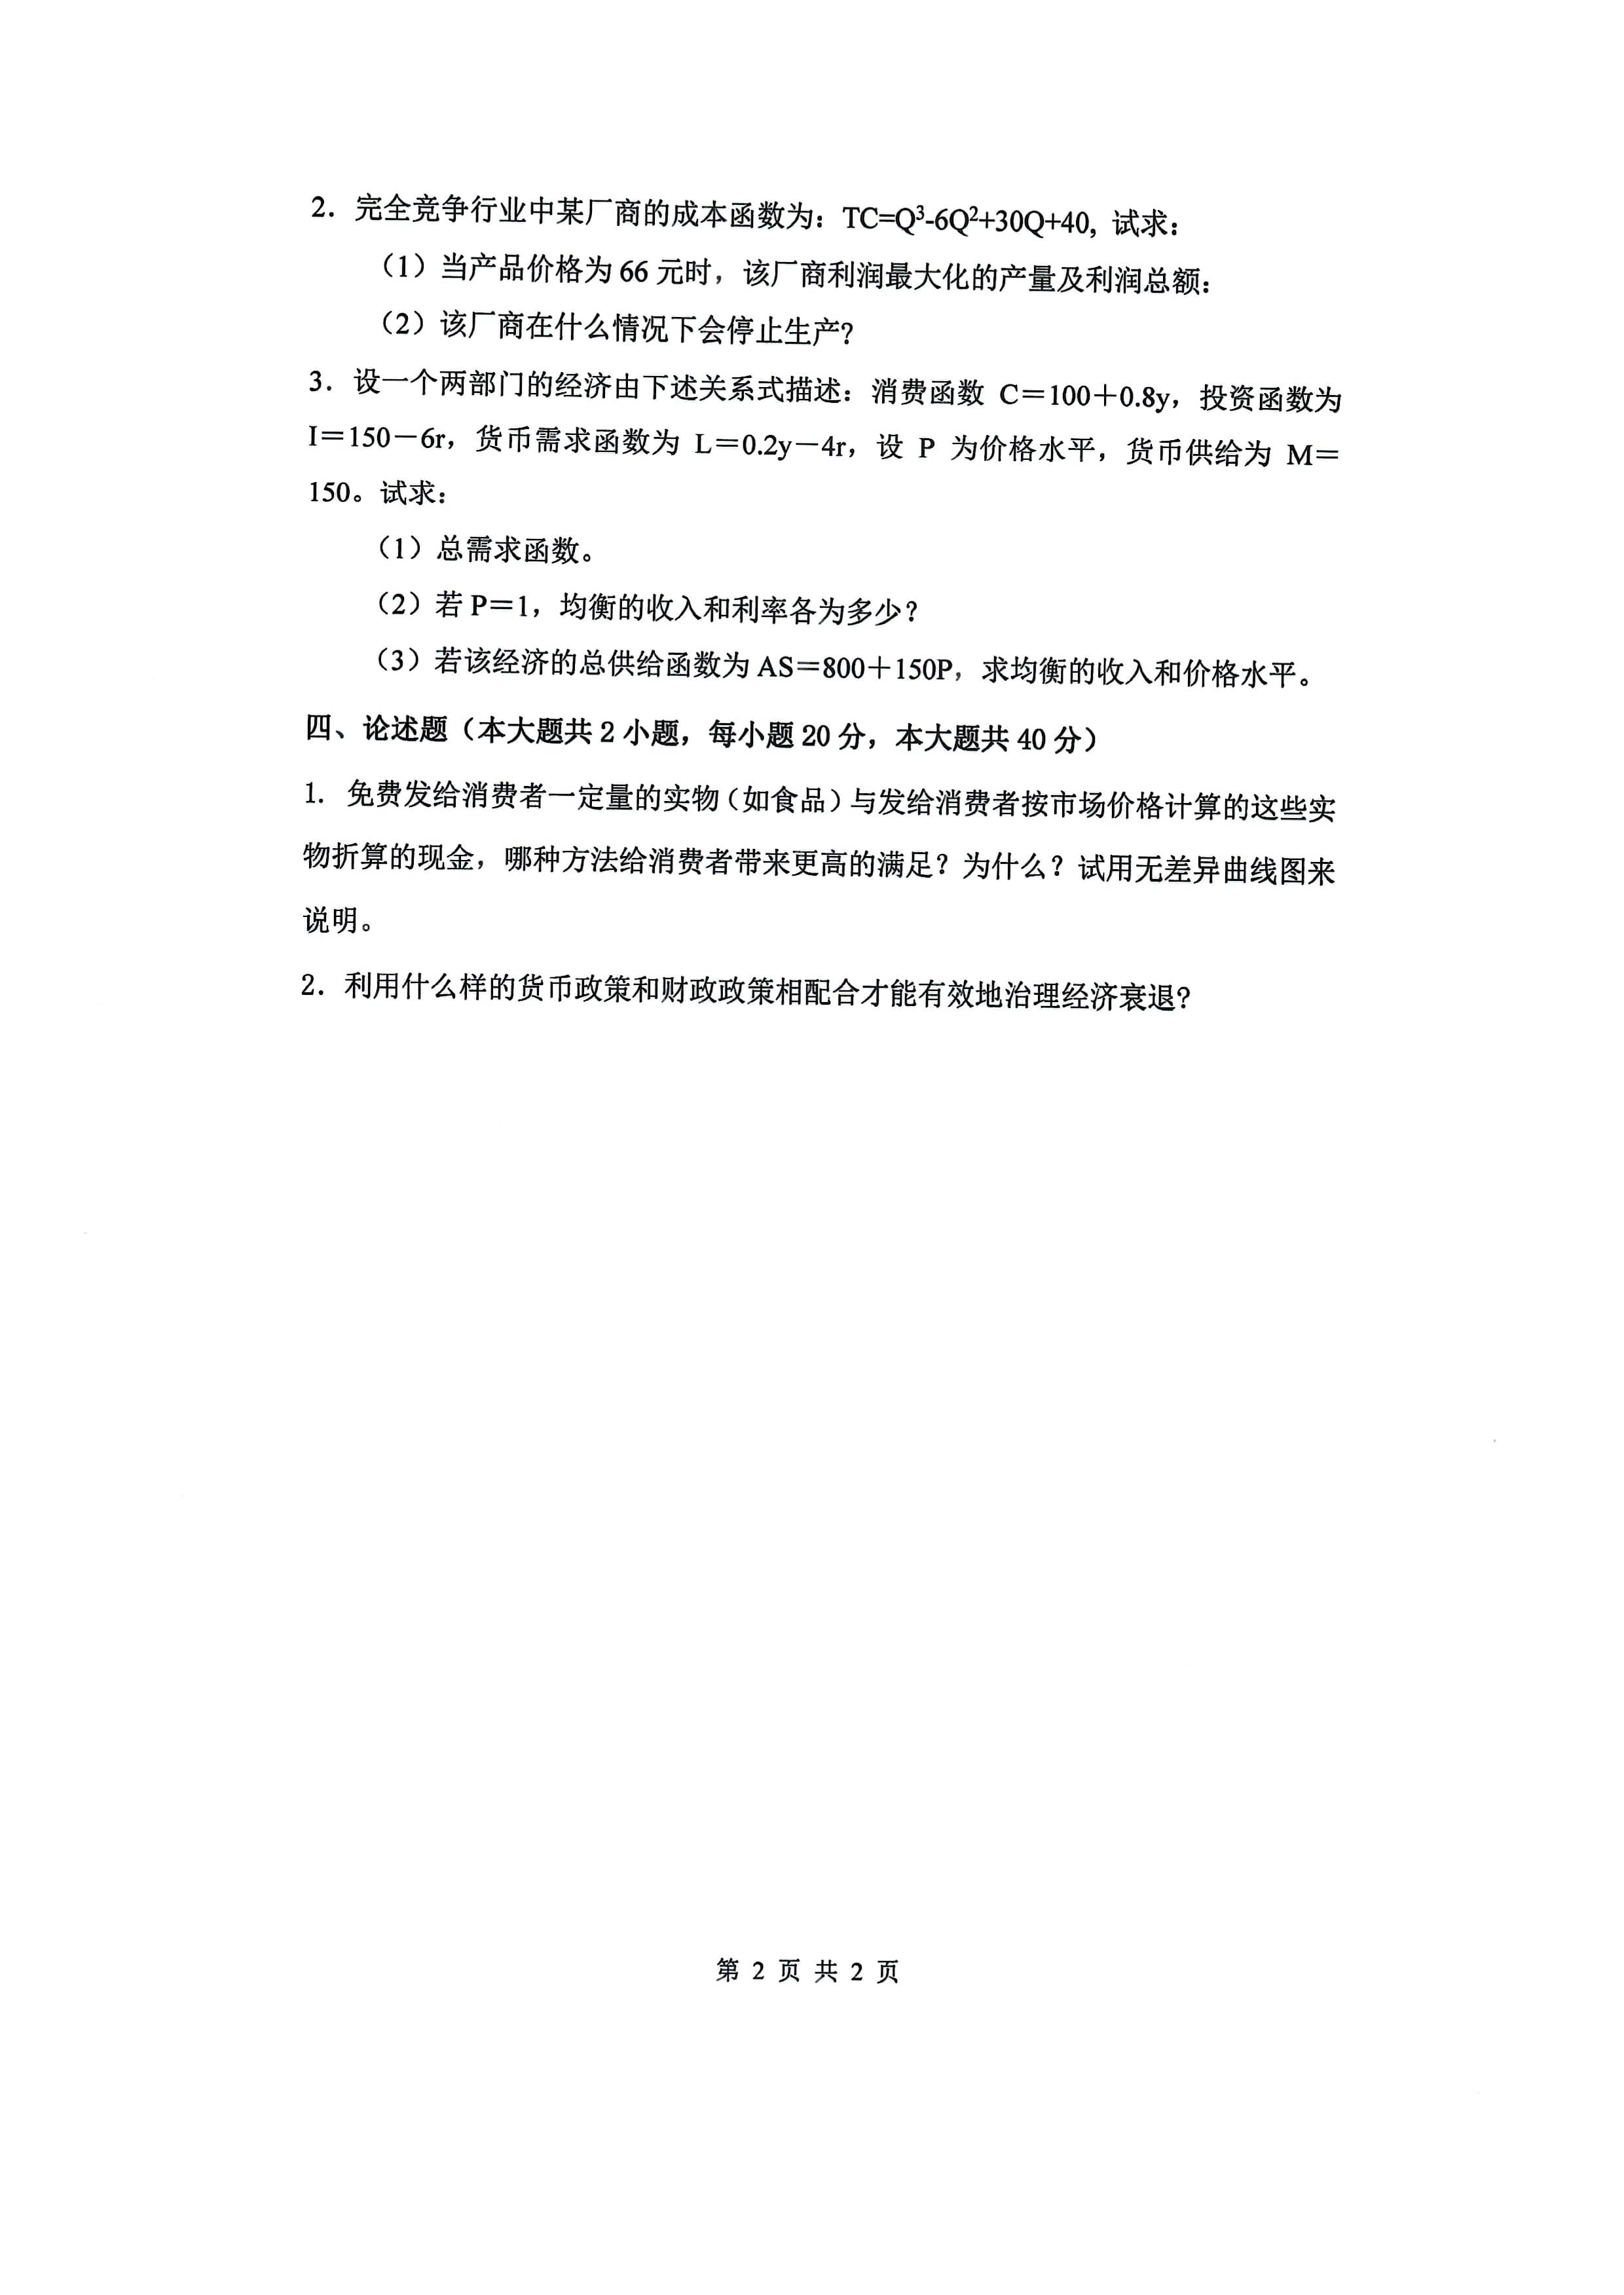 2. 完全竞争行业中某厂商的成本函数为：TC=Q³-6Q²+30Q+40, 试求：
（1）当产品价格为 66 元时，该厂商利润最大化的产量及利润总额：
（2）该厂商在什么情况下会停止生产?
3. 设一个两部门的经济由下述关系式描述：消费函数 C＝100＋0.8y，投资函数为
I＝150－6r，货币需求函数为 L＝0.2y－4r，设 P 为价格水平，货币供给为 M＝
150。试求：
（1）总需求函数。
（2）若 P＝1，均衡的收入和利率各为多少？
（3）若该经济的总供给函数为 AS＝800＋150P，求均衡的收入和价格水平。
四、论述题（本大题共 2 小题，每小题 20 分，本大题共 40 分）
1. 免费发给消费者一定量的实物（如食品）与发给消费者按市场价格计算的这些实
物折算的现金，哪种方法给消费者带来更高的满足？为什么？试用无差异曲线图来
说明。
2. 利用什么样的货币政策和财政政策相配合才能有效地治理经济衰退?
第 2 页 共 2 页